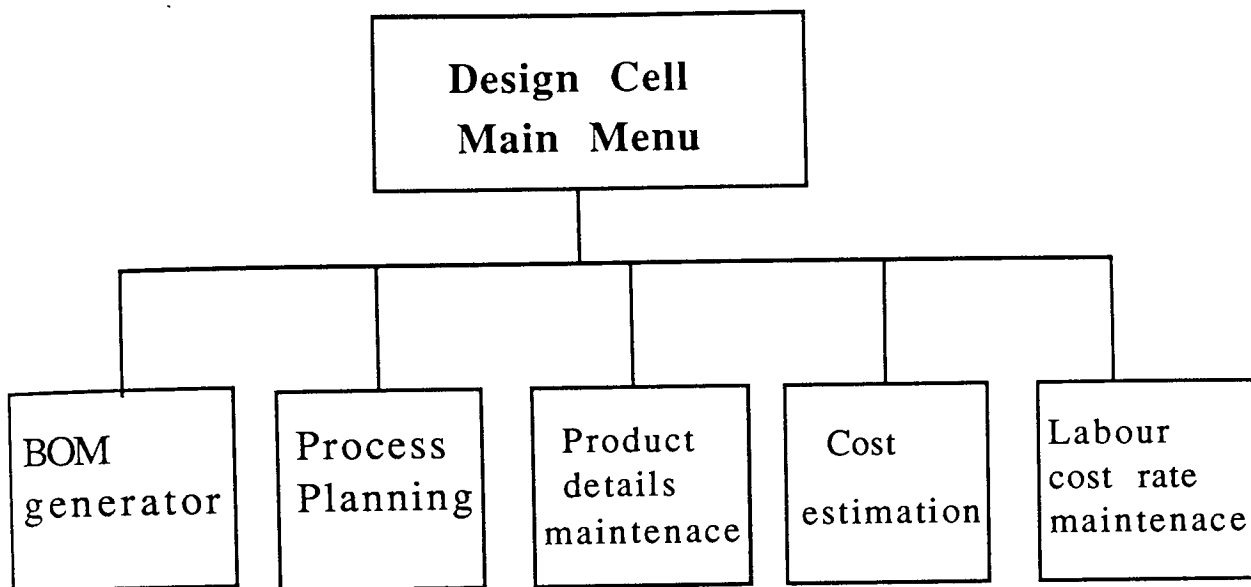 Design Cell
Main Menu
BOM
generator
Process
Planning
Product
details
maintenace
Cost
estimation
Labour
cost rate
maintenace